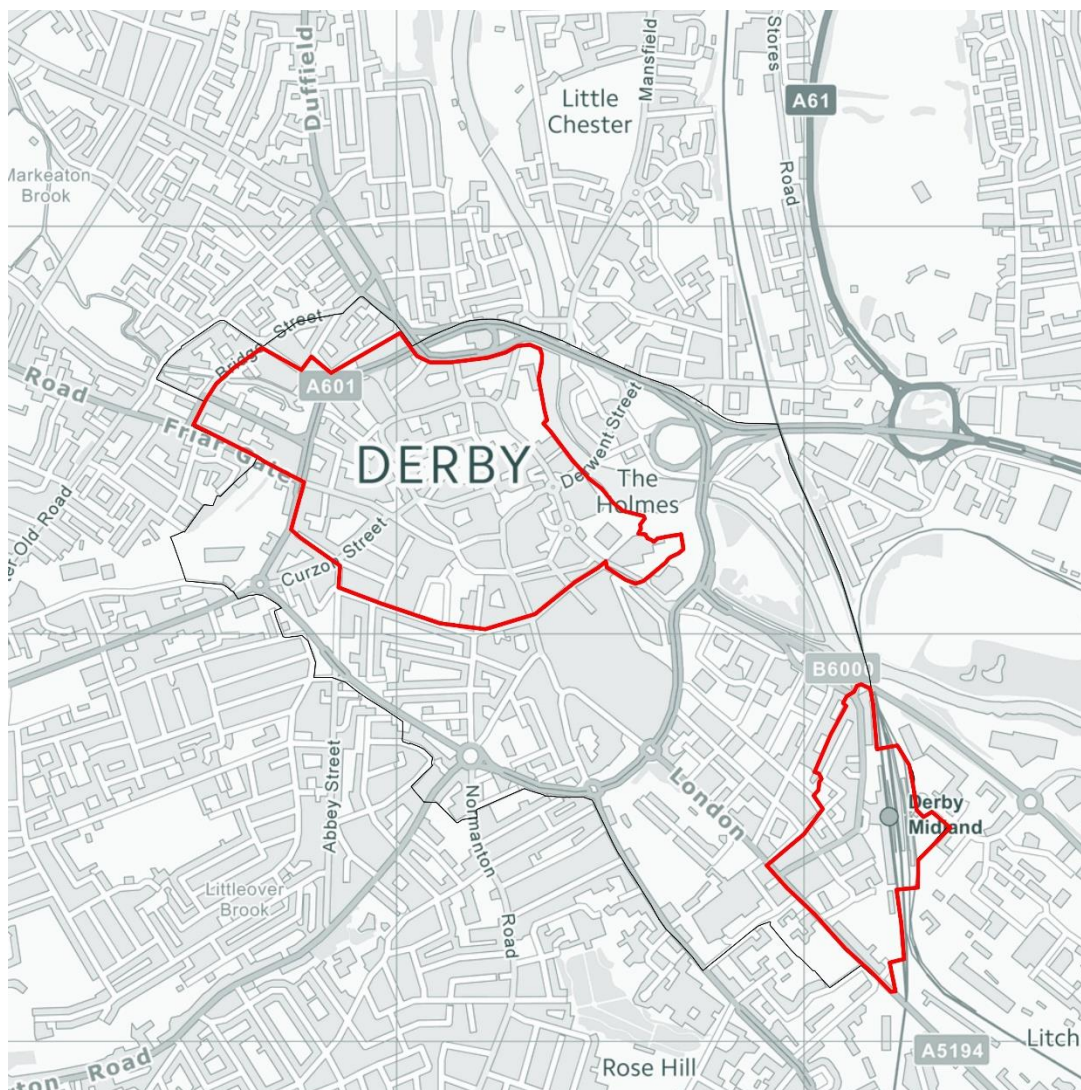 Duffield
Little
Chester
Mansfield
Stores
A61
Road
Markeaton
Brook
Bridge Street
Road
A601
Friar Gate
DERBY
Derwent Street
The
Holmes
Old Road
Curzon Street
B6000
Abbey Street
Normanton
Road
London
Derby
Midland
Littleover
Brook
Road
Rose Hill
A5194
Litch